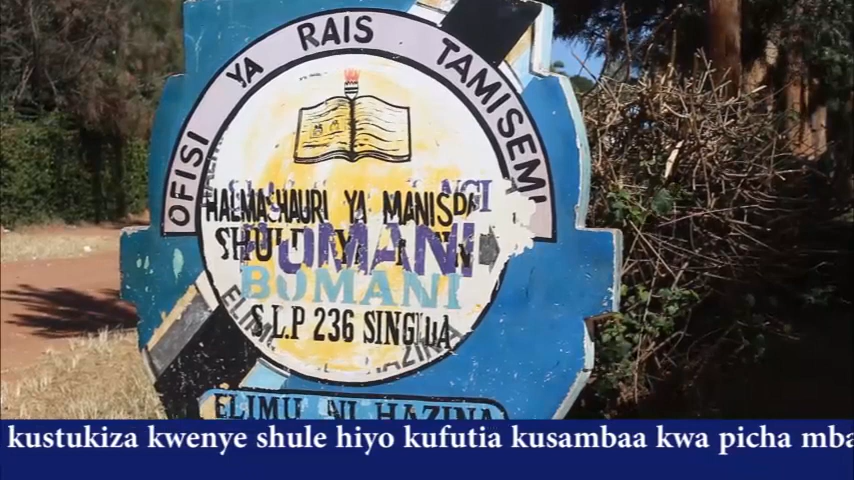 OFISI YA RAIS TAMISEMI
HALMASHAURI YA MANISPA
BOMANI
BOMANI
S.L.P 236 SINGIDA
ELIMU NI HAZINA
kustukiza kwenye shule hiyo kufutia kusambaa kwa picha mba